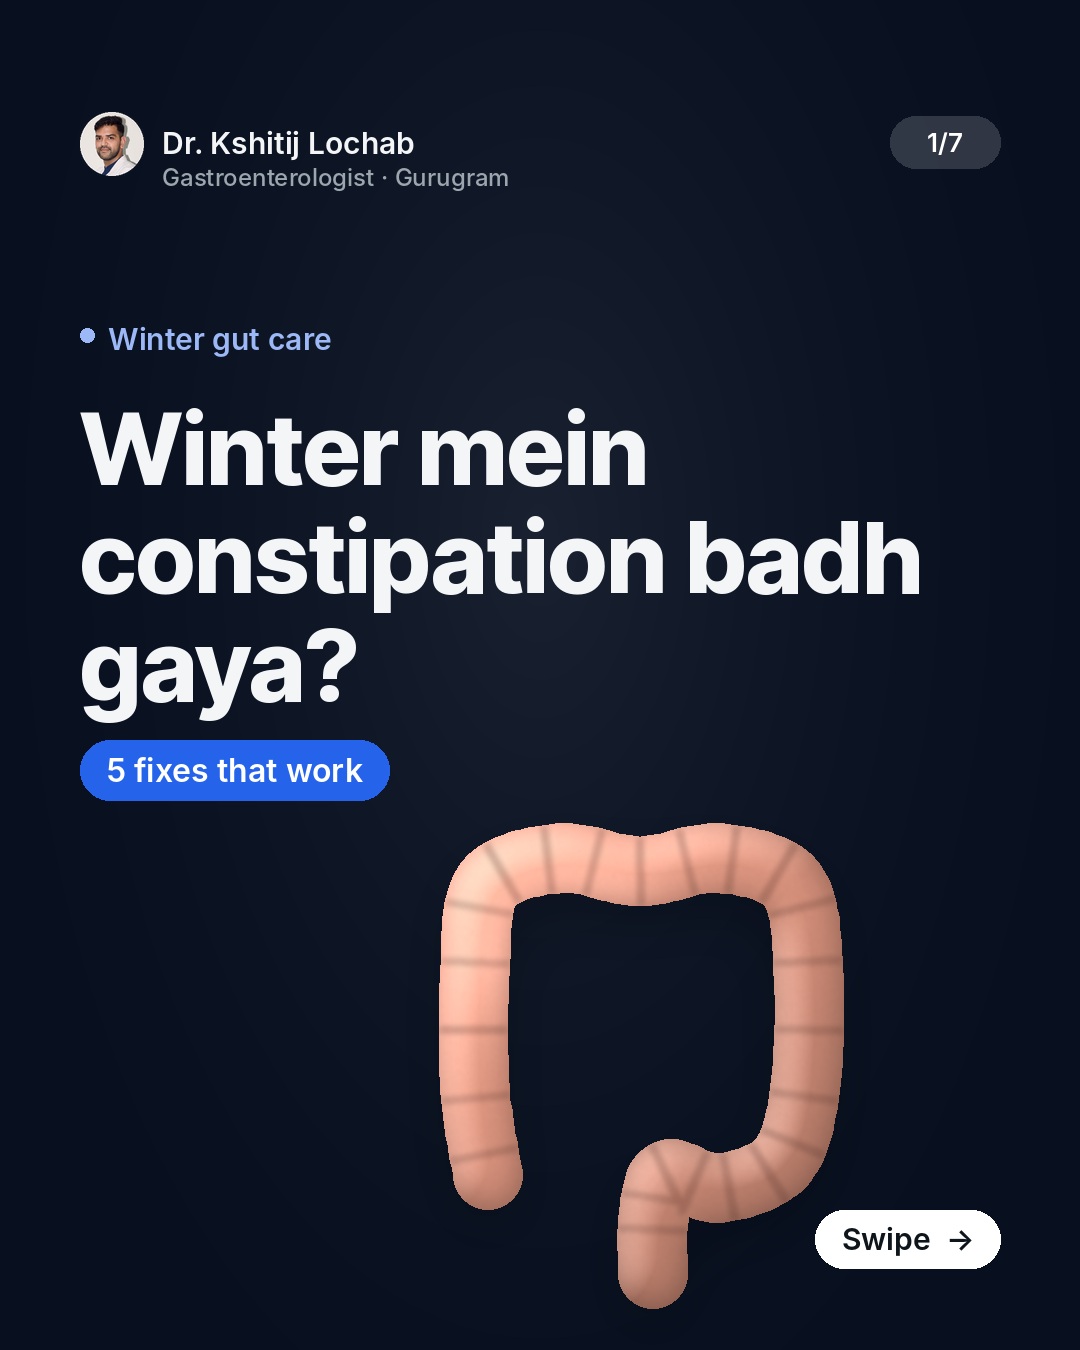 Dr. Kshitij Lochab
Gastroenterologist · Gurugram
1/7
Winter gut care
Winter mein
constipation badh
gaya?
5 fixes that work
Swipe →